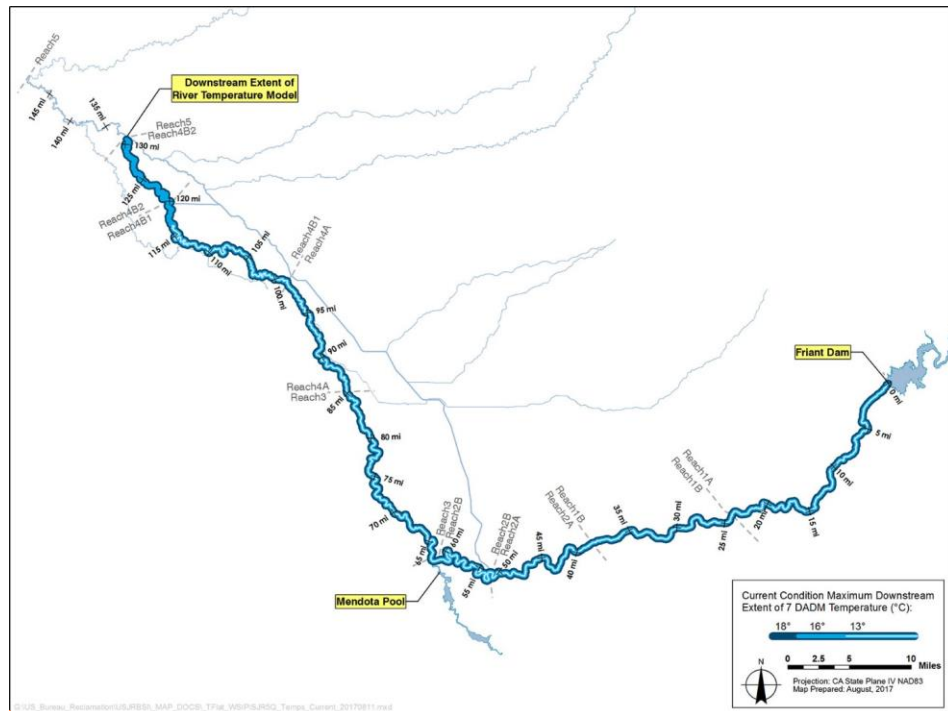 Reach5
145 mi
140 mi
135 mi
Downstream Extent of
River Temperature Model
Reach5
Reach4B2
130 mi
125 mi
120 mi
Reach4B2
Reach4B1
115 mi
110 mi
105 mi
Reach4B1
Reach4A
100 mi
95 mi
90 mi
Reach4A
Reach3
85 mi
80 mi
75 mi
70 mi
65 mi
Reach3
Reach2B
60 mi
Mendota Pool
55 mi
50 mi
Reach2B
Reach2A
45 mi
40 mi
Reach1B
Reach2A
35 mi
30 mi
Reach1A
Reach1B
25 mi
20 mi
15 mi
10 mi
5 mi
0 mi
Friant Dam
Current Condition Maximum Downstream
Extent of 7 DADM Temperature (°C):
18° 16° 13°
0 2.5 5 10
Miles
N
Projection: CA State Plane IV NAD83
Map Prepared: August, 2017